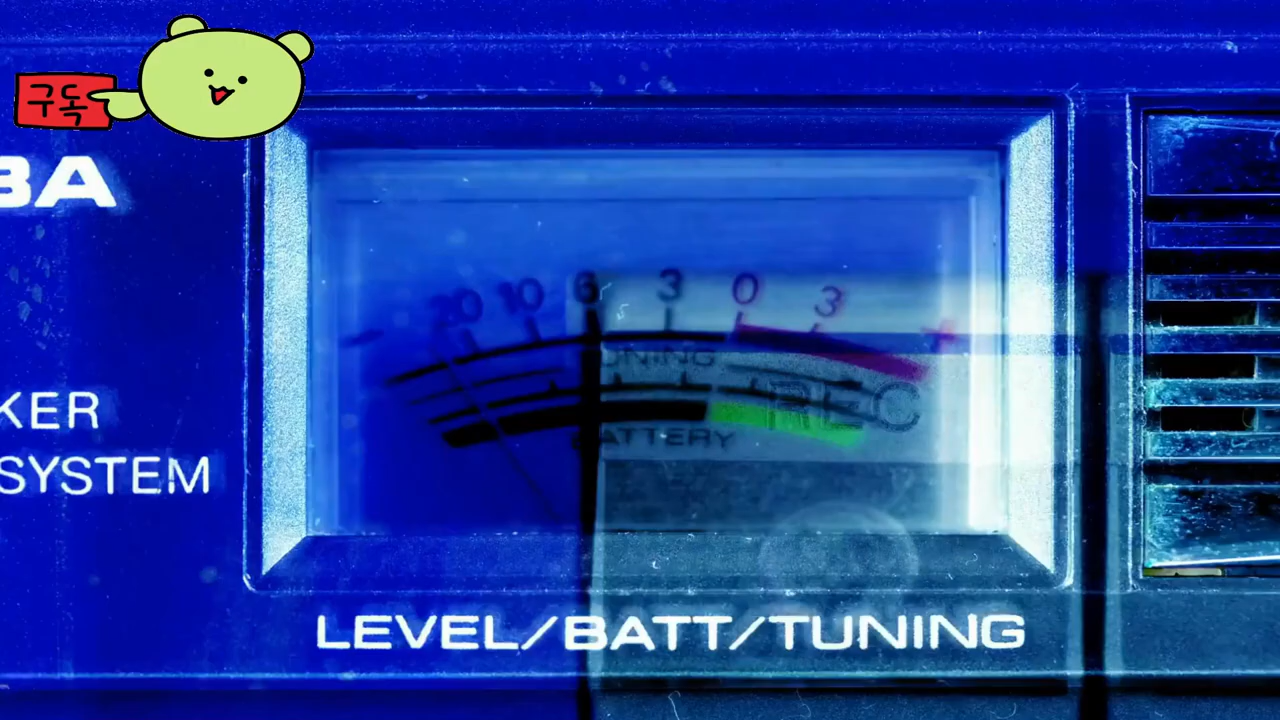 구독
BA
20 10 6 3 0 3 +
TUNING
REC
BATTERY
KER
SYSTEM
LEVEL/BATT/TUNING